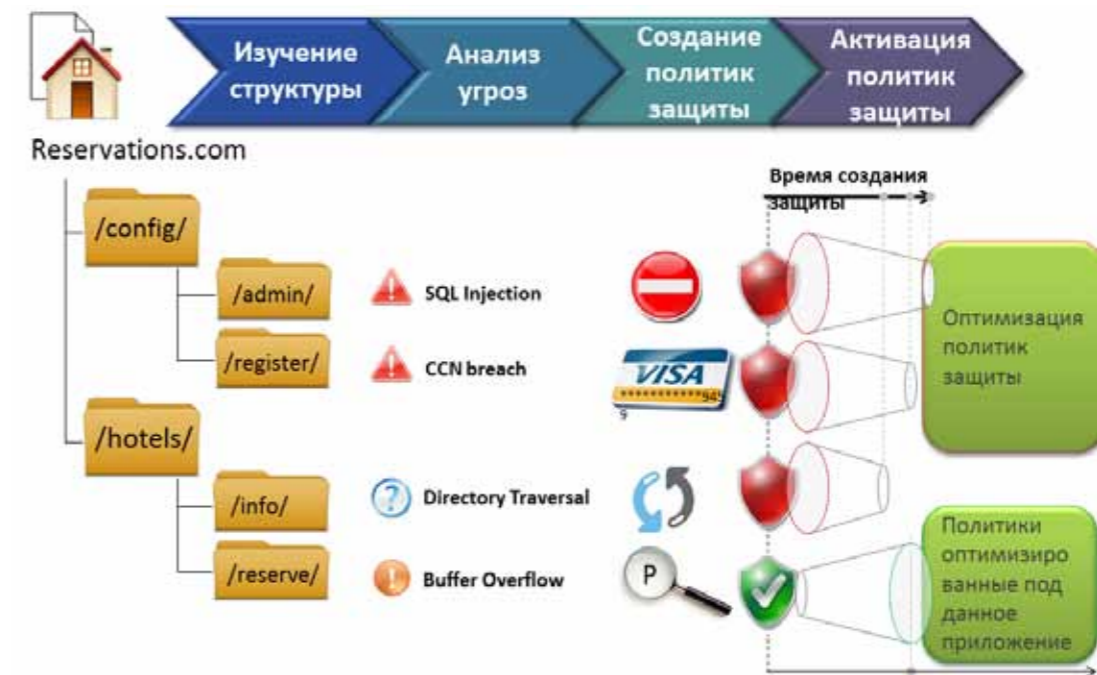 Изучение
структуры
Анализ
угроз
Создание
политик
защиты
Активация
политик
защиты
Reservations.com
Время создания
защиты
/config/
/admin/
SQL Injection
/register/
CCN breach
VISA
945
9
Оптимизация
политик
защиты
/hotels/
/info/
Directory Traversal
/reserve/
Buffer Overflow
P
Политики
оптимизиро
ванные под
данное
приложение